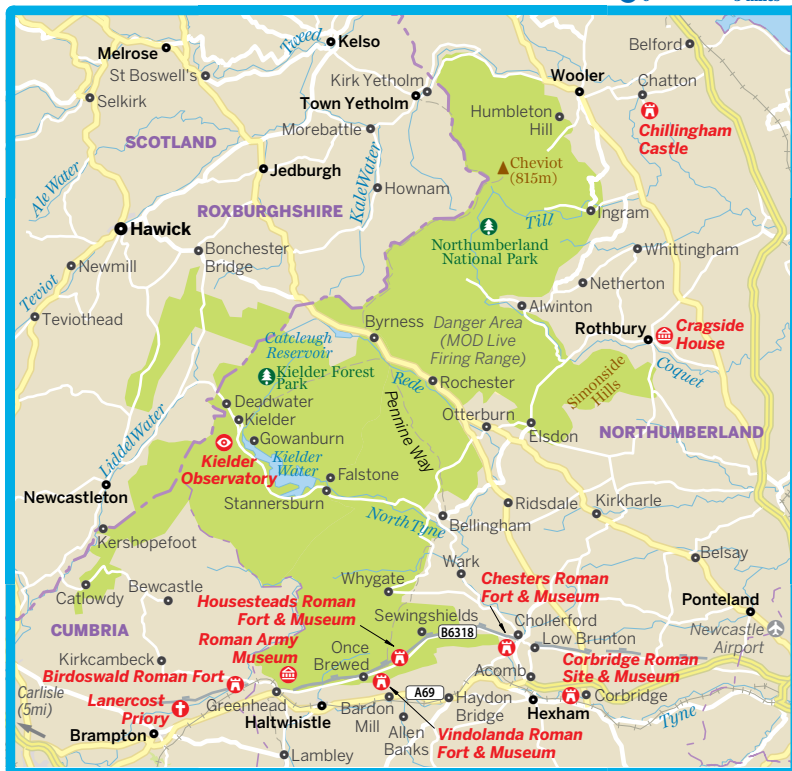 Melrose
Tweed
Kelso
Belford
St Boswell's
Kirk Yetholm
Wooler
Chatton
Selkirk
Town Yetholm
Humbleton
Hill
Chillingham
Castle
Morebattle
SCOTLAND
Cheviot
(815m)
Ale Water
Jedburgh
Kale Water
Hownam
ROXBURGHSHIRE
Till
Ingram
Hawick
Northumberland
National Park
Bonchester
Bridge
Whittingham
Newmill
Netherton
Teviot
Alwinton
Teviothead
Catcleugh
Reservoir
Byrness
Danger Area
(MOD Live
Firing Range)
Rothbury
Cragside
House
Kielder Forest
Park
Rede
Rochester
Simonside
Hills
Coquet
Deadwater
Pennine Way
Kielder
Otterburn
Elsdon
NORTHUMBERLAND
Gowanburn
Liddel Water
Kielder
Observatory
Kielder
Water
Falstone
Newcastleton
Stannersburn
Ridsdale
Kirkharle
North Tyne
Bellingham
Kershopefoot
Belsay
Wark
Catlowdy
Bewcastle
Whygate
Chesters Roman
Fort & Museum
Housesteads Roman
Fort & Museum
Ponteland
CUMBRIA
Sewingshields
B6318
Chollerford
Newcastle
Airport
Roman Army
Museum
Once
Brewed
Low Brunton
Kirkcambeck
Birdoswald Roman Fort
Acomb
Corbridge Roman
Site & Museum
Carlisle
(5mi)
Lanercost
Priory
Greenhead
A69
Haydon
Bridge
Corbridge
Haltwhistle
Bardon
Mill
Hexham
Tyne
Brampton
Allen
Banks
Vindolanda Roman
Fort & Museum
Lambley